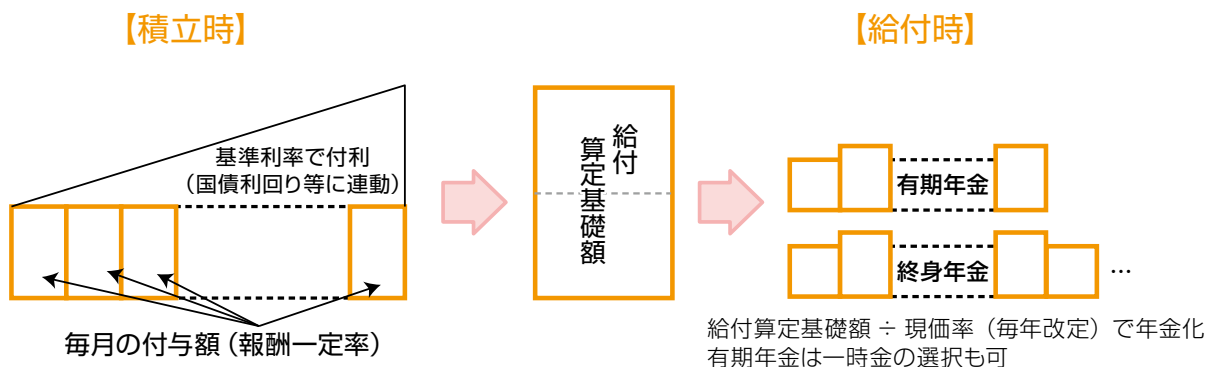 【積立時】
【給付時】
基準利率で付利
（国債利回り等に連動）
給付
算定基礎額
有期年金
終身年金
…
毎月の付与額（報酬一定率）
給付算定基礎額 ÷ 現価率（毎年改定）で年金化
有期年金は一時金の選択も可